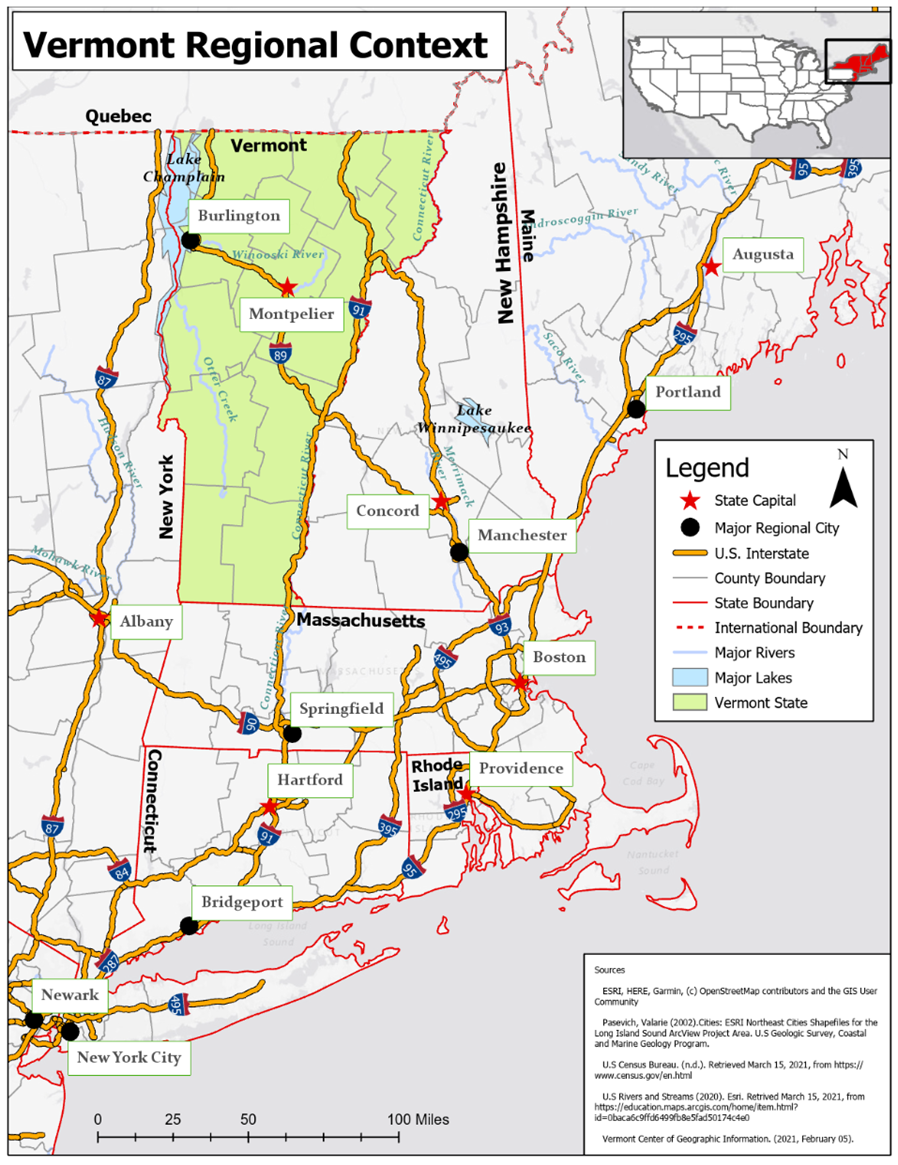 Vermont Regional Context
Quebec
Vermont
Lake
Champlain
Burlington
Winooski River
Montpelier
Connecticut River
New Hampshire
Maine
Androscoggin River
Sandy River
River
95
395
Augusta
295
Saco River
Portland
91
89
87
Otter Creek
Hudson River
Lake
Winnipesaukee
Merrimack
River
New York
Connecticut River
Concord
Manchester
Mohawk River
Albany
Massachusetts
MASSACHUSETTS
93
495
Boston
Connecticut River
90
Springfield
Hartford
Connecticut
Rhode
Island
Providence
295
395
91
95
87
84
Cape
Cod Bay
Nantucket
Sound
Bridgeport
Long Island
Sound
287
495
Newark
New York City
Legend
N
State Capital
Major Regional City
U.S. Interstate
County Boundary
State Boundary
International Boundary
Major Rivers
Major Lakes
Vermont State
Sources
ESRI, HERE, Garmin, (c) OpenStreetMap contributors and the GIS User
Community
Pasevich, Valarie (2002).Cities: ESRI Northeast Cities Shapefiles for the
Long Island Sound ArcView Project Area. U.S Geologic Survey, Coastal
and Marine Geology Program.
U.S Census Bureau. (n.d.). Retrieved March 15, 2021, from https://
www.census.gov/en.html
U.S Rivers and Streams (2020). Esri. Retrived March 15, 2021, from
https://education.maps.arcgis.com/home/item.html?
id=0baca6c9ffd6499fb8e5fad50174c4e0
Vermont Center of Geographic Information. (2021, February 05).
0 25 50 100 Miles